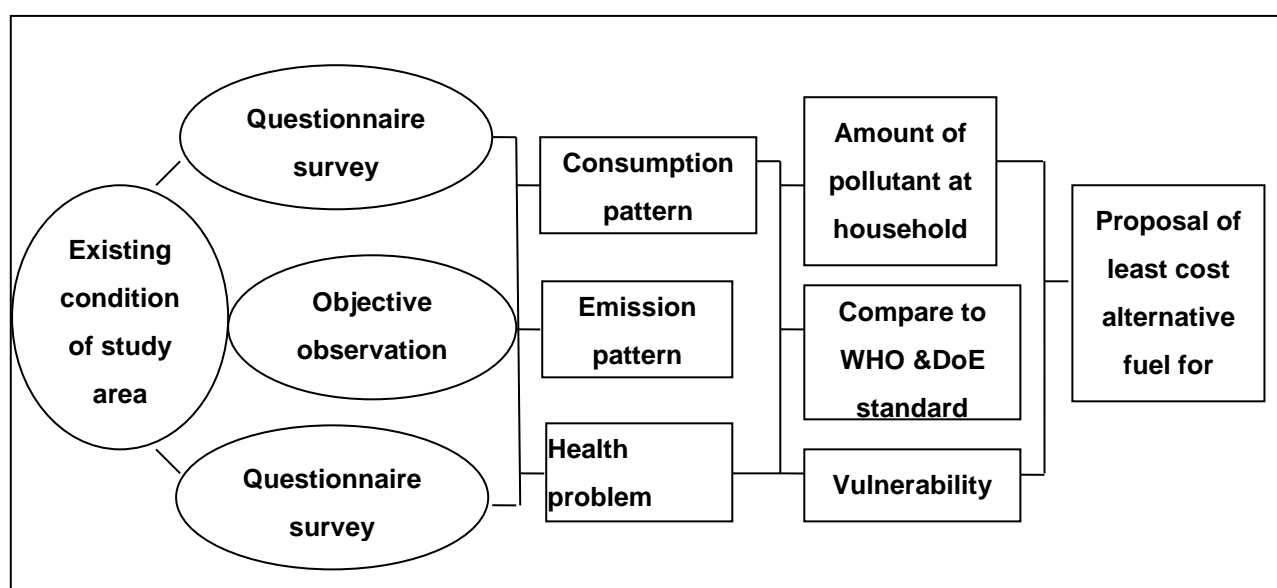 Existing
condition
of study
area
Questionnaire
survey
Objective
observation
Questionnaire
survey
Consumption
pattern
Emission
pattern
Health
problem
Amount of
pollutant at
household
Compare to
WHO &DoE
standard
Vulnerability
Proposal of
least cost
alternative
fuel for